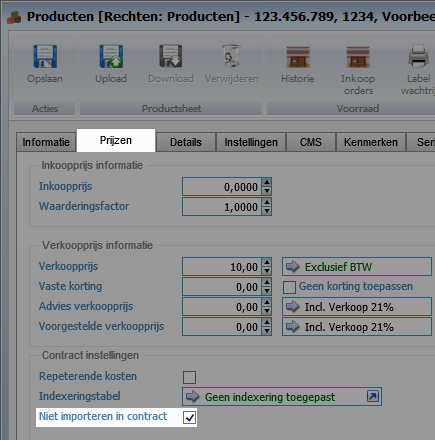 Producten [Rechten: Producten] - 123.456.789, 1234, Voorbee
Opslaan Upload Download Verwijderen Historie Inkoop orders Label wachtrij
Acties Productsheet Voorraad
Informatie Prijzen Details Instellingen CMS Kenmerken Seri
Inkoopprijs informatie
Inkoopprijs 0,0000
Waarderingsfactor 1,0000
Verkoopprijs informatie
Verkoopprijs 10,00 Exclusief BTW
Vaste korting 0,00 Geen korting toepassen
Advies verkoopprijs 0,00 Incl. Verkoop 21%
Voorgestelde verkoopprijs 0,00 Incl. Verkoop 21%
Contract instellingen
Repeterende kosten
Indexeringstabel Geen indexering toegepast
Niet importeren in contract